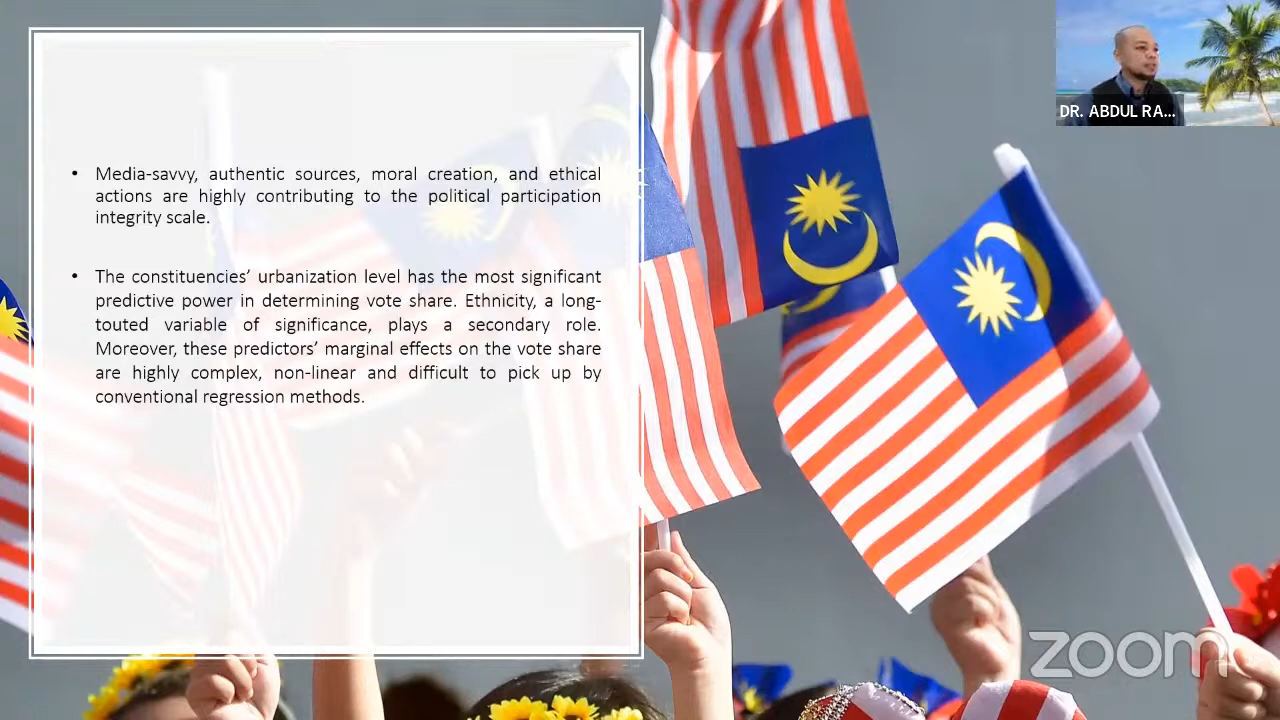 DR. ABDUL RA...
• Media-savvy, authentic sources, moral creation, and ethical
actions are highly contributing to the political participation
integrity scale.
• The constituencies’ urbanization level has the most significant
predictive power in determining vote share. Ethnicity, a long-
touted variable of significance, plays a secondary role.
Moreover, these predictors’ marginal effects on the vote share
are highly complex, non-linear and difficult to pick up by
conventional regression methods.
zoom